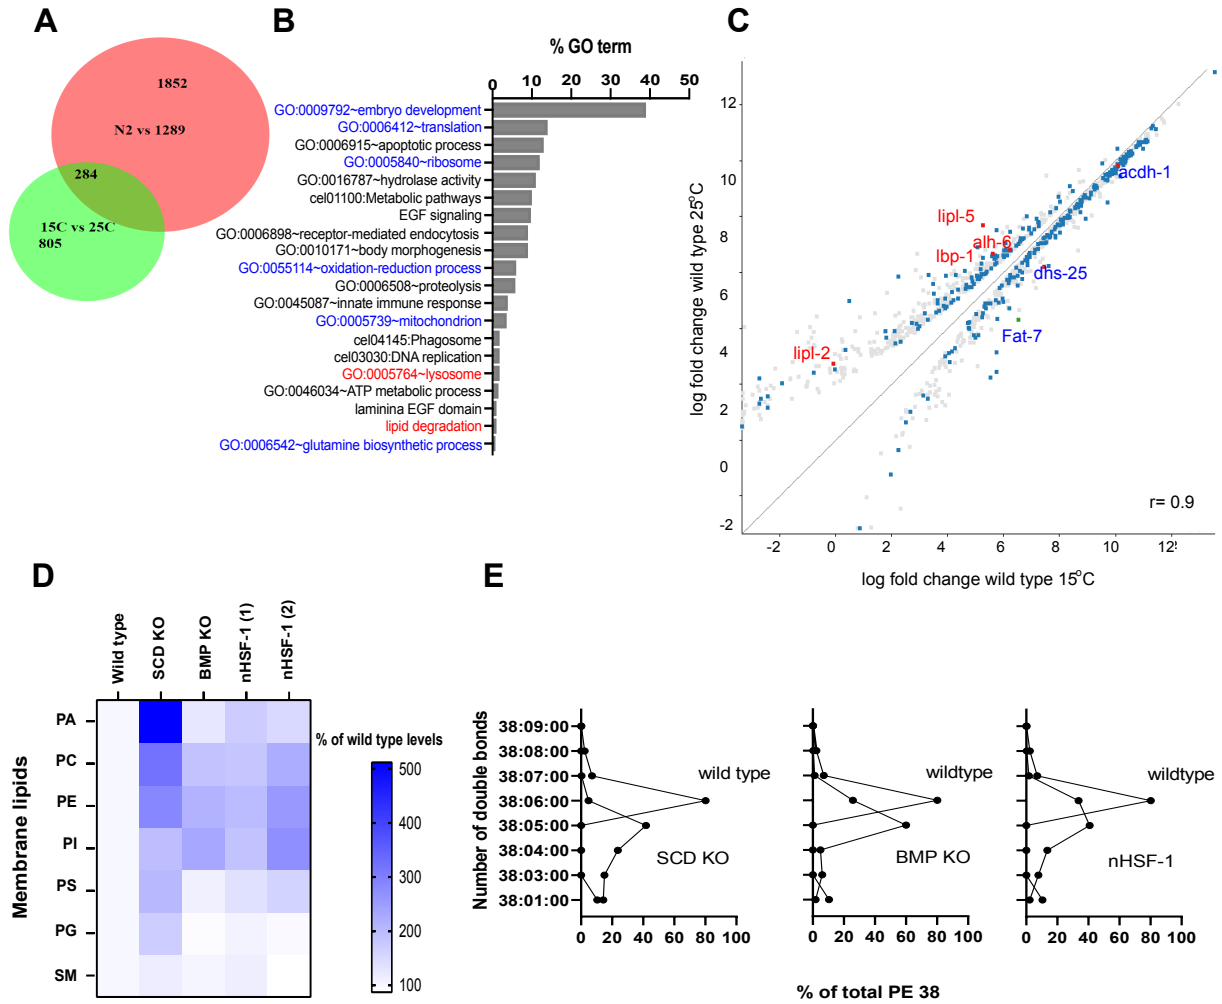 A
1852
N2 vs 1289
284
15C vs 25C
805
B
% GO term
0 10 20 30 40 50
GO:0009792~embryo development
GO:0006412~translation
GO:0006915~apoptotic process
GO:0005840~ribosome
GO:0016787~hydrolase activity
cel01100:Metabolic pathways
EGF signaling
GO:0006898~receptor-mediated endocytosis
GO:0010171~body morphogenesis
GO:0055114~oxidation-reduction process
GO:0006508~proteolysis
GO:0045087~innate immune response
GO:0005739~mitochondrion
cel04145:Phagosome
cel03030:DNA replication
GO:0005764~lysosome
GO:0046034~ATP metabolic process
laminina EGF domain
lipid degradation
GO:0006542~glutamine biosynthetic process
C
log fold change wild type 25°C
12
10
8
6
4
2
0
-2
acdh-1
lipl-5
alh-6
lbp-1
dhs-25
Fat-7
lipl-2
r= 0.9
-2 0 2 4 6 8 10 12
log fold change wild type 15°C
D
Wild type
SCD KO
BMP KO
nHSF-1 (1)
nHSF-1 (2)
Membrane lipids
PA
PC
PE
PI
PS
PG
SM
% of wild type levels
500
400
300
200
100
E
Number of double bonds
38:09:00
38:08:00
38:07:00
38:06:00
38:05:00
38:04:00
38:03:00
38:01:00
wild type
SCD KO
0 20 40 60 80 100
wildtype
BMP KO
0 20 40 60 80 100
wildtype
nHSF-1
0 20 40 60 80 100
% of total PE 38